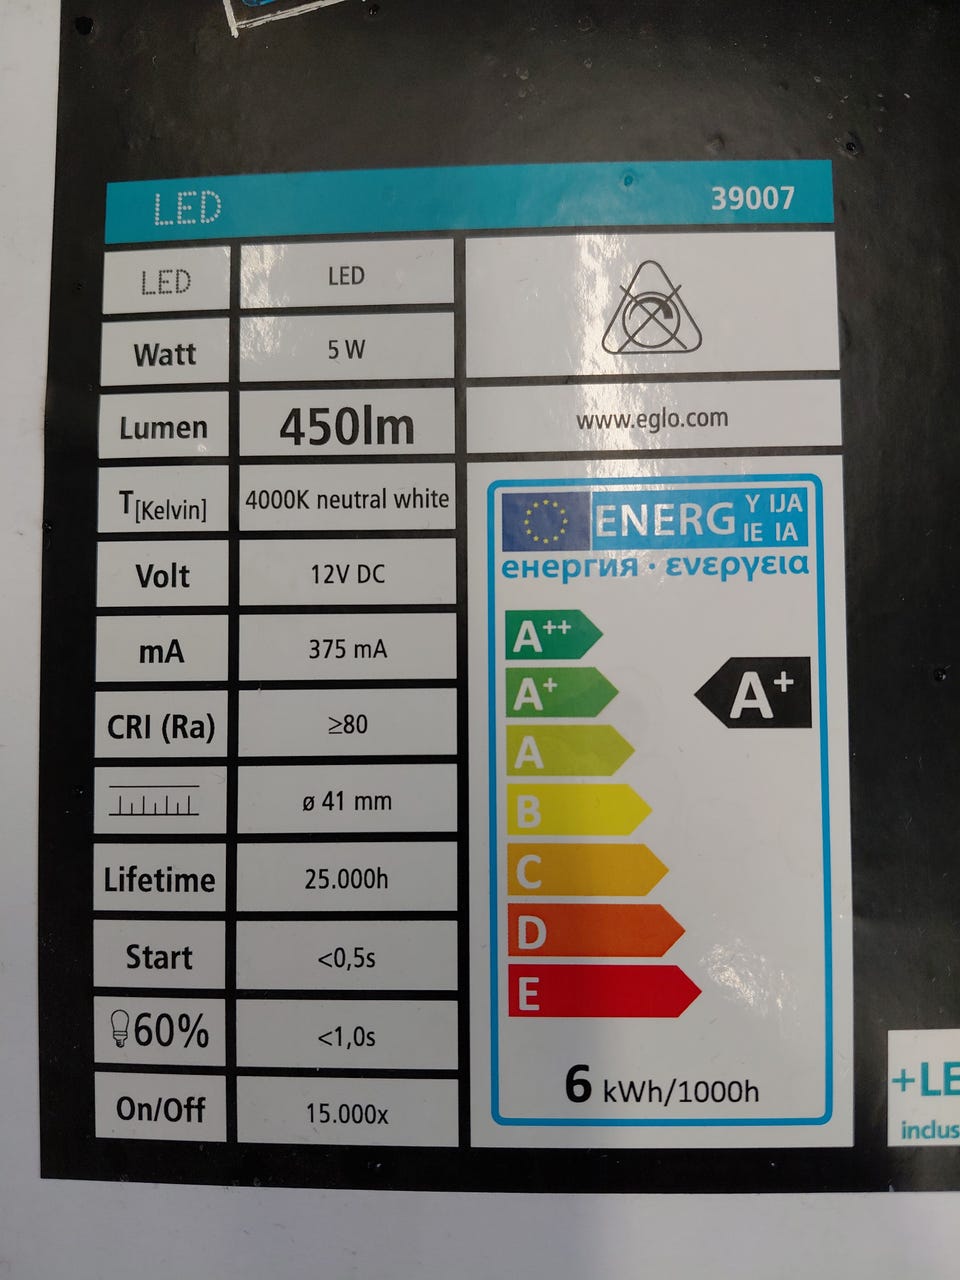 LED 39007
LED LED
Watt 5 W
Lumen 450lm
T[Kelvin] 4000K neutral white
Volt 12V DC
mA 375 mA
CRI (Ra) ≥80
ø 41 mm
Lifetime 25.000h
Start <0,5s
60% <1,0s
On/Off 15.000x
www.eglo.com
ENERG Y IJA
IE IA
енергия · ενεργεια
A++
A+ A+
A
B
C
D
E
6 kWh/1000h